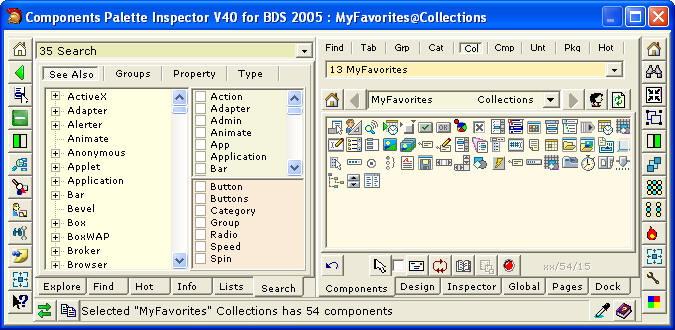 Components Palette Inspector V40 for BDS 2005 : MyFavorites@Collections
35 Search
See Also Groups Property Type
ActiveX
Adapter
Alerter
Animate
Anonymous
Applet
Application
Bar
Bevel
Box
BoxWAP
Broker
Browser
Action
Adapter
Admin
Animate
App
Application
Bar
Button
Buttons
Category
Group
Radio
Speed
Spin
Explore Find Hot Info Lists Search
Find Tab Grp Cat Col Cmp Unt Pkg Hot
13 MyFavorites
MyFavorites Collections
xx/54/15
Components Design Inspector Global Pages Dock
Selected "MyFavorites" Collections has 54 components